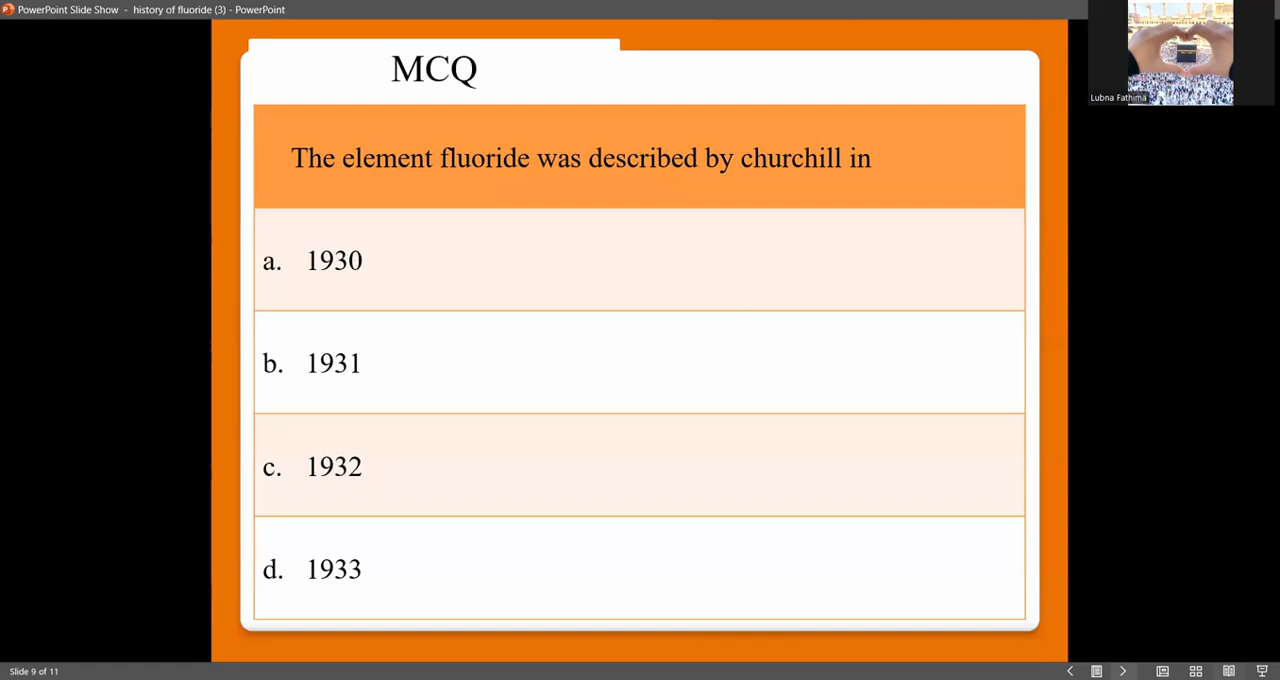 PowerPoint Slide Show - history of fluoride (3) - PowerPoint
Lubna Fathima
MCQ
The element fluoride was described by churchill in
a. 1930
b. 1931
c. 1932
d. 1933
Slide 9 of 11